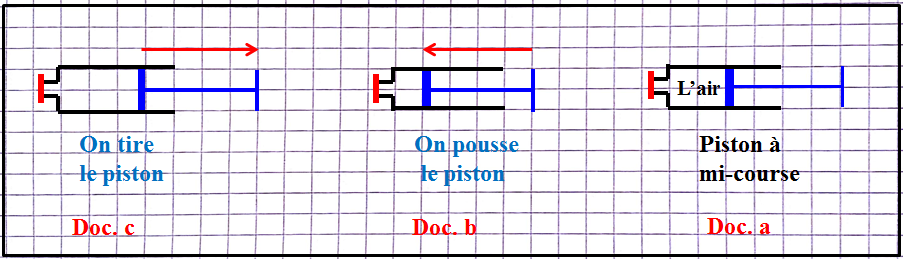 L'air
On tire
le piston
On pousse
le piston
Piston à
mi-course
Doc. c
Doc. b
Doc. a